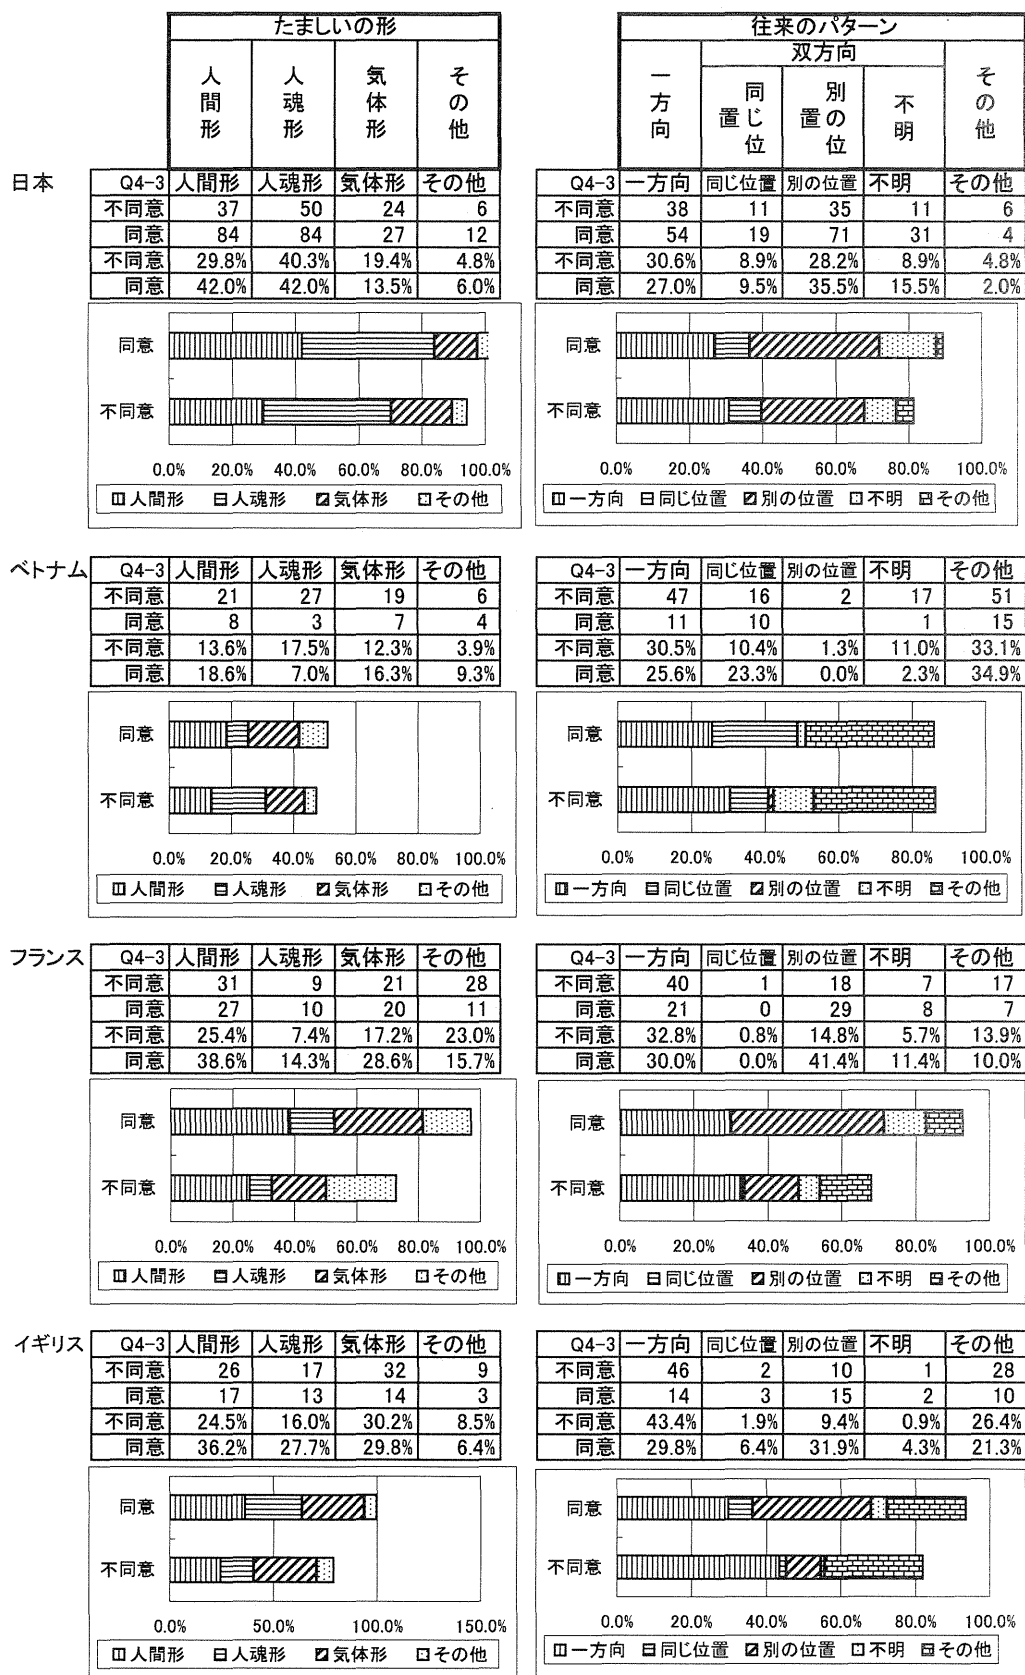 たましいの形 往来のパターン
双方向
人間形 人魂形 気体形 その他 一方向 同じ位置 別の位置 不明 その他
日本
Q4-3 人間形 人魂形 気体形 その他
不同意 37 50 24 6
同意 84 84 27 12
不同意 29.8% 40.3% 19.4% 4.8%
同意 42.0% 42.0% 13.5% 6.0%
Q4-3 一方向 同じ位置 別の位置 不明 その他
不同意 38 11 35 11 6
同意 54 19 71 31 4
不同意 30.6% 8.9% 28.2% 8.9% 4.8%
同意 27.0% 9.5% 35.5% 15.5% 2.0%
同意
不同意
0.0% 20.0% 40.0% 60.0% 80.0% 100.0%
人間形 人魂形 気体形 その他
同意
不同意
0.0% 20.0% 40.0% 60.0% 80.0% 100.0%
一方向 同じ位置 別の位置 不明 その他
ベトナム
Q4-3 人間形 人魂形 気体形 その他
不同意 21 27 19 6
同意 8 3 7 4
不同意 13.6% 17.5% 12.3% 3.9%
同意 18.6% 7.0% 16.3% 9.3%
Q4-3 一方向 同じ位置 別の位置 不明 その他
不同意 47 16 2 17 51
同意 11 10 1 15
不同意 30.5% 10.4% 1.3% 11.0% 33.1%
同意 25.6% 23.3% 0.0% 2.3% 34.9%
同意
不同意
0.0% 20.0% 40.0% 60.0% 80.0% 100.0%
人間形 人魂形 気体形 その他
同意
不同意
0.0% 20.0% 40.0% 60.0% 80.0% 100.0%
一方向 同じ位置 別の位置 不明 その他
フランス
Q4-3 人間形 人魂形 気体形 その他
不同意 31 9 21 28
同意 27 10 20 11
不同意 25.4% 7.4% 17.2% 23.0%
同意 38.6% 14.3% 28.6% 15.7%
Q4-3 一方向 同じ位置 別の位置 不明 その他
不同意 40 1 18 7 17
同意 21 0 29 8 7
不同意 32.8% 0.8% 14.8% 5.7% 13.9%
同意 30.0% 0.0% 41.4% 11.4% 10.0%
同意
不同意
0.0% 20.0% 40.0% 60.0% 80.0% 100.0%
人間形 人魂形 気体形 その他
同意
不同意
0.0% 20.0% 40.0% 60.0% 80.0% 100.0%
一方向 同じ位置 別の位置 不明 その他
イギリス
Q4-3 人間形 人魂形 気体形 その他
不同意 26 17 32 9
同意 17 13 14 3
不同意 24.5% 16.0% 30.2% 8.5%
同意 36.2% 27.7% 29.8% 6.4%
Q4-3 一方向 同じ位置 別の位置 不明 その他
不同意 46 2 10 1 28
同意 14 3 15 2 10
不同意 43.4% 1.9% 9.4% 0.9% 26.4%
同意 29.8% 6.4% 31.9% 4.3% 21.3%
同意
不同意
0.0% 50.0% 100.0% 150.0%
人間形 人魂形 気体形 その他
同意
不同意
0.0% 20.0% 40.0% 60.0% 80.0% 100.0%
一方向 同じ位置 別の位置 不明 その他